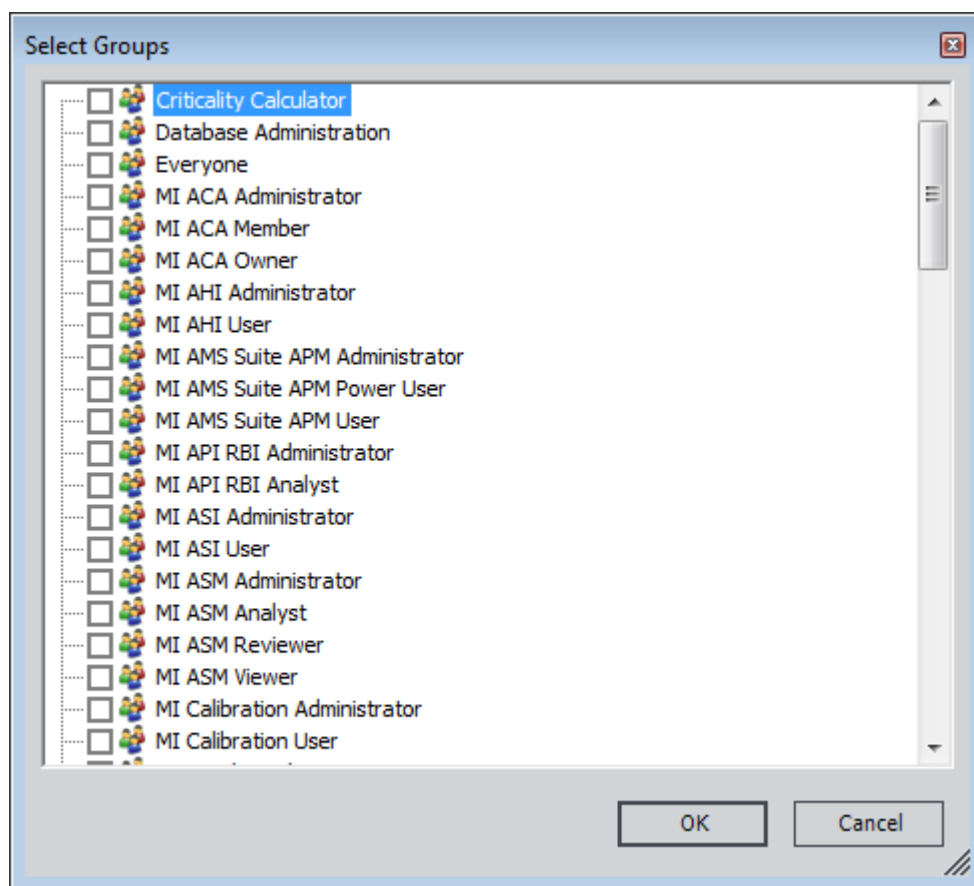 Select Groups
Criticality Calculator
Database Administration
Everyone
MI ACA Administrator
MI ACA Member
MI ACA Owner
MI AHI Administrator
MI AHI User
MI AMS Suite APM Administrator
MI AMS Suite APM Power User
MI AMS Suite APM User
MI API RBI Administrator
MI API RBI Analyst
MI ASI Administrator
MI ASI User
MI ASM Administrator
MI ASM Analyst
MI ASM Reviewer
MI ASM Viewer
MI Calibration Administrator
MI Calibration User
OK Cancel